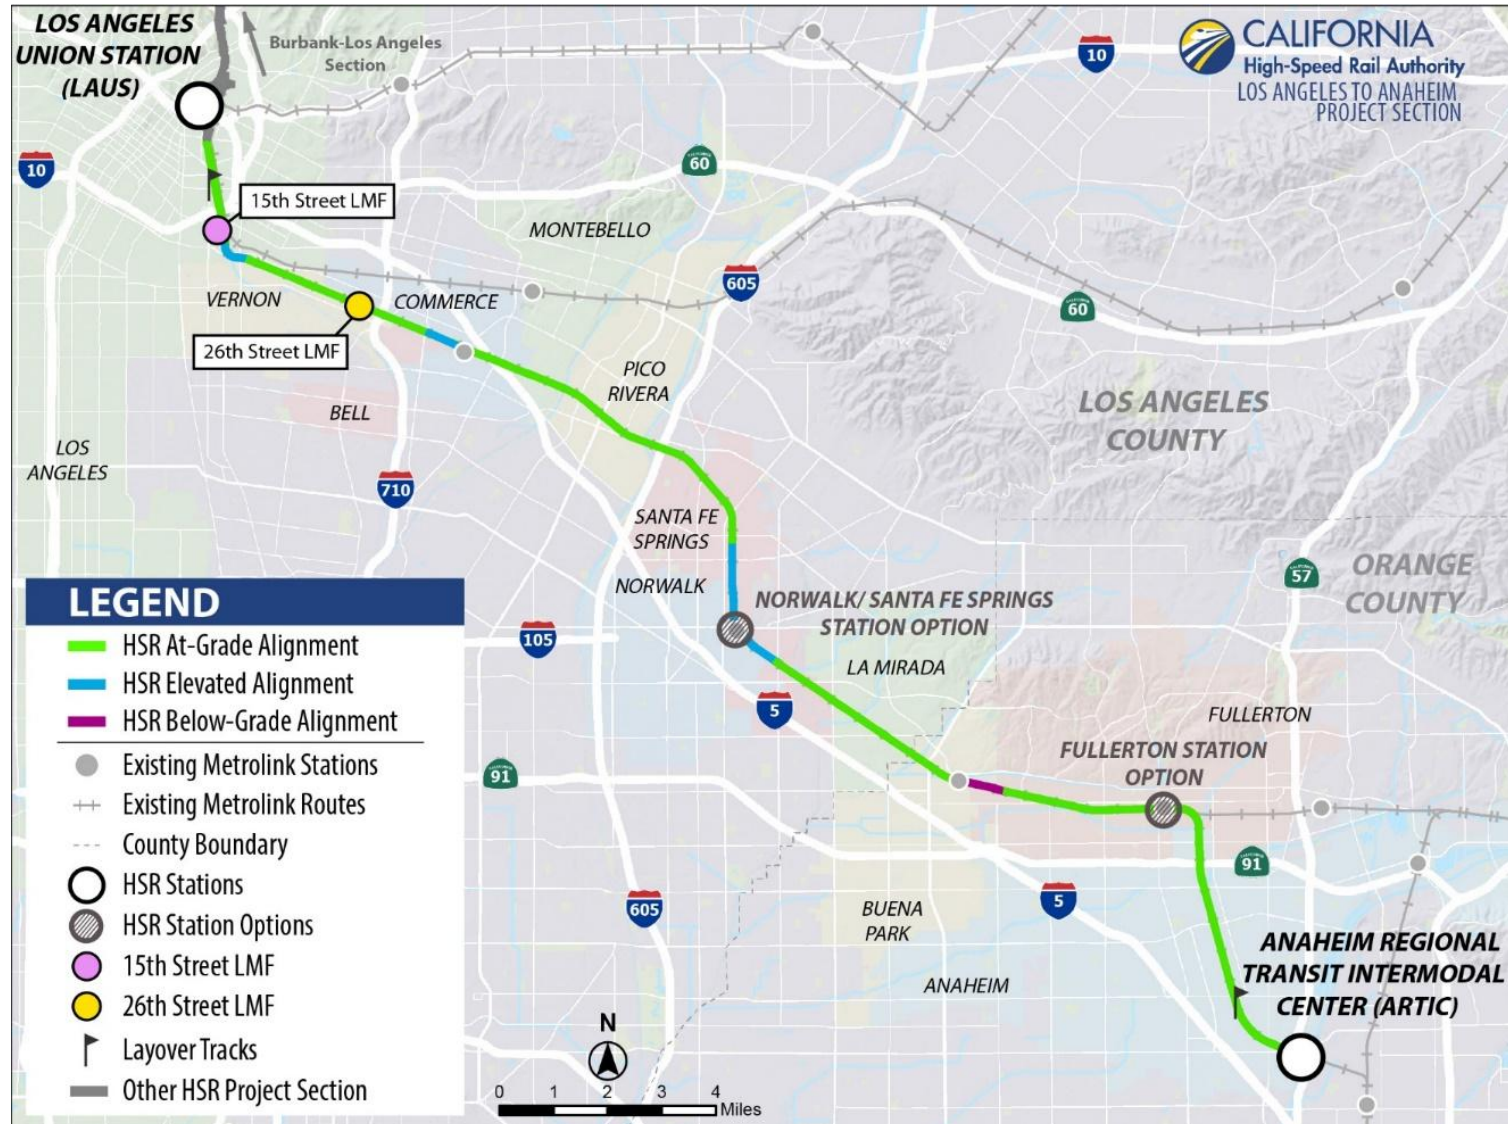 LOS ANGELES
UNION STATION
(LAUS)
Burbank-Los Angeles
Section
10
CALIFORNIA
High-Speed Rail Authority
LOS ANGELES TO ANAHEIM
PROJECT SECTION
10
CALIFORNIA
60
15th Street LMF
MONTEBELLO
605
VERNON
COMMERCE
CALIFORNIA
60
26th Street LMF
PICO
RIVERA
BELL
LOS ANGELES
COUNTY
LOS
ANGELES
710
SANTA FE
SPRINGS
CALIFORNIA
57
ORANGE
COUNTY
NORWALK
NORWALK/ SANTA FE SPRINGS
STATION OPTION
105
LA MIRADA
5
FULLERTON
FULLERTON STATION
OPTION
CALIFORNIA
91
CALIFORNIA
91
605
5
BUENA
PARK
ANAHEIM
ANAHEIM REGIONAL
TRANSIT INTERMODAL
CENTER (ARTIC)
LEGEND
HSR At-Grade Alignment
HSR Elevated Alignment
HSR Below-Grade Alignment
Existing Metrolink Stations
Existing Metrolink Routes
County Boundary
HSR Stations
HSR Station Options
15th Street LMF
26th Street LMF
Layover Tracks
Other HSR Project Section
N
0 1 2 3 4
Miles